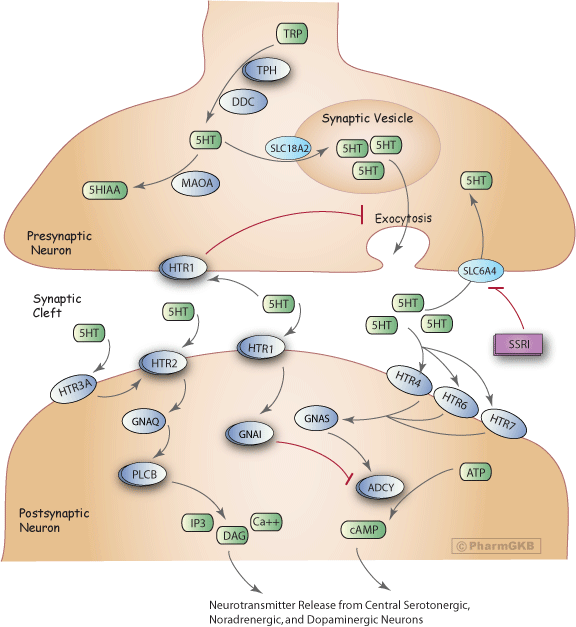 TRP
TPH
DDC
Synaptic Vesicle
5HT
SLC18A2
5HT
5HT
5HT
5HIAA
MAOA
5HT
Exocytosis
Presynaptic
Neuron
HTR1
SLC6A4
Synaptic
Cleft
5HT
5HT
5HT
5HT
5HT
5HT
SSRI
HTR3A
HTR2
HTR1
HTR4
HTR6
HTR7
GNAQ
GNAI
GNAS
PLCB
ADCY
ATP
Postsynaptic
Neuron
IP3
DAG
Ca++
cAMP
© PharmGKB
Neurotransmitter Release from Central Serotonergic,
Noradrenergic, and Dopaminergic Neurons